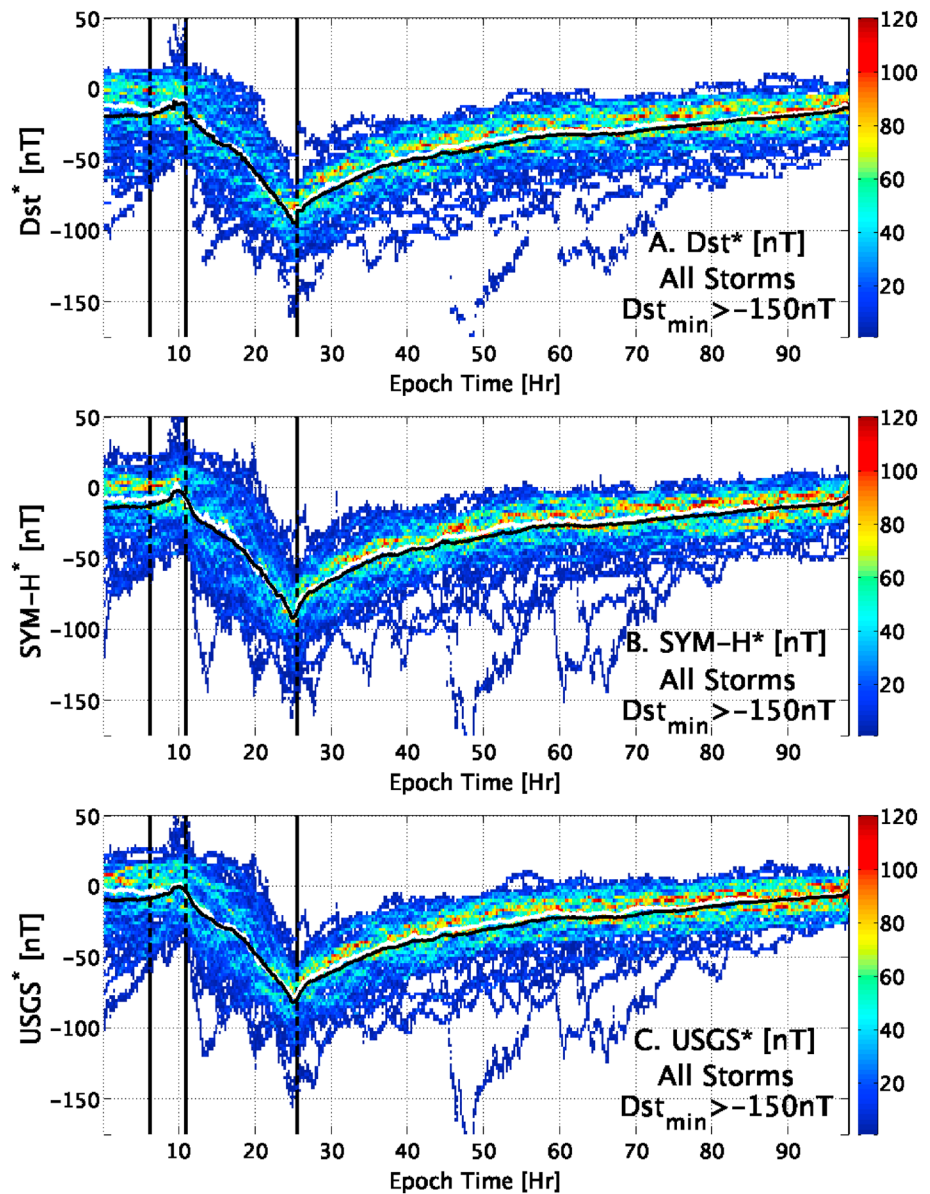 50
0
−50
−100
−150
Dst* [nT]
10 20 30 40 50 60 70 80 90
Epoch Time [Hr]
A. Dst* [nT]
All Storms
Dst_min>−150nT
120
100
80
60
40
20
50
0
−50
−100
−150
SYM−H* [nT]
10 20 30 40 50 60 70 80 90
Epoch Time [Hr]
B. SYM−H* [nT]
All Storms
Dst_min>−150nT
120
100
80
60
40
20
50
0
−50
−100
−150
USGS* [nT]
10 20 30 40 50 60 70 80 90
Epoch Time [Hr]
C. USGS* [nT]
All Storms
Dst_min>−150nT
120
100
80
60
40
20